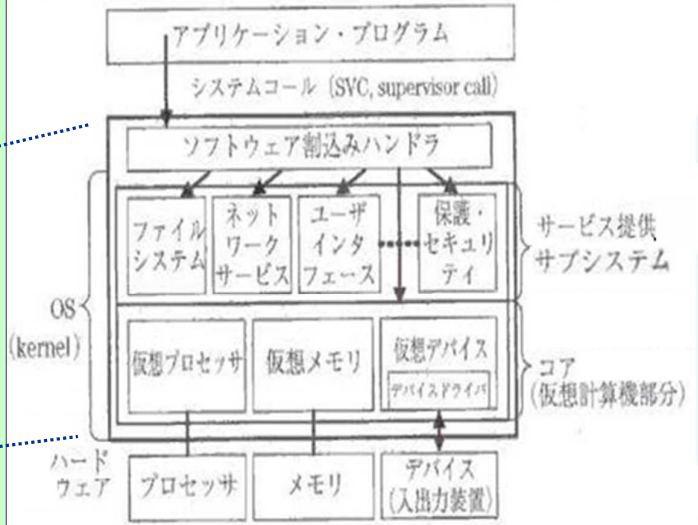 アプリケーション・プログラム
システムコール (SVC, supervisor call)
ソフトウェア割込みハンドラ
ファイル
システム
ネット
ワーク
サービス
ユーザ
インタ
フェース
保護・
セキュリ
ティ
サービス提供
サブシステム
OS
(kernel)
仮想プロセッサ
仮想メモリ
仮想デバイス
デバイスドライバ
コア
(仮想計算機部分)
ハード
ウェア
プロセッサ
メモリ
デバイス
(入出力装置)